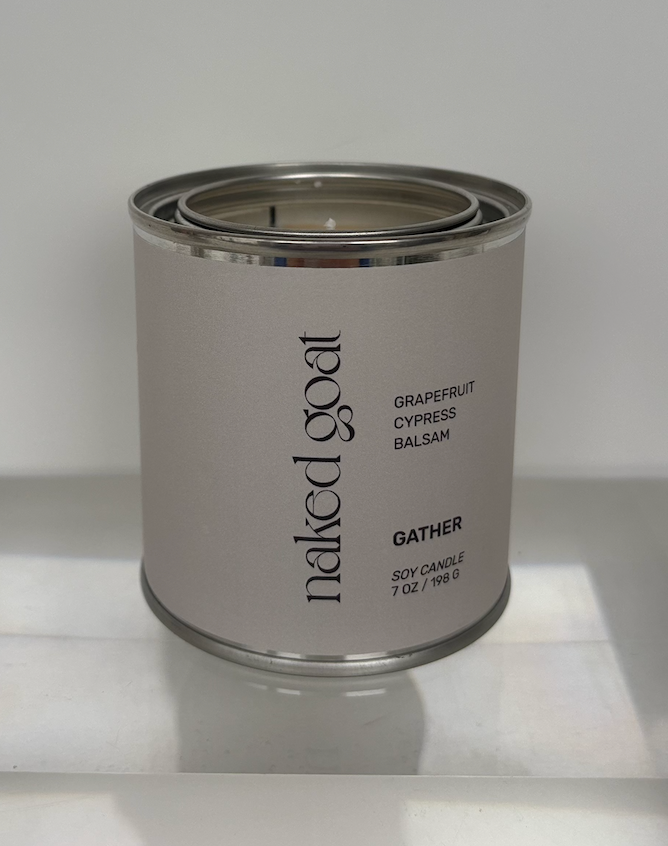 naked goat
GRAPEFRUIT
CYPRESS
BALSAM
GATHER
SOY CANDLE
7 OZ / 198 G